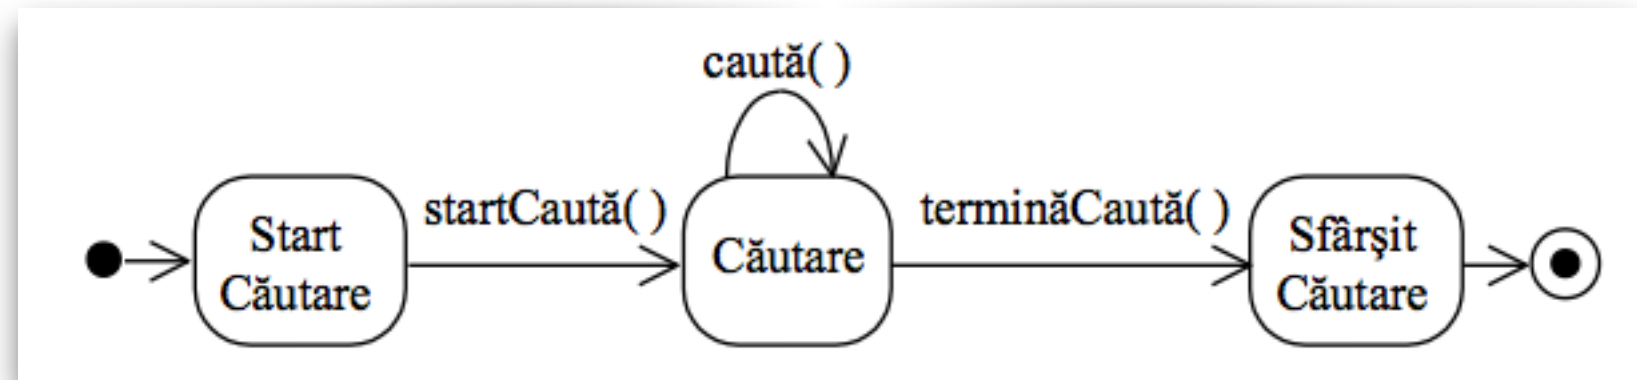 caută( )
Start
Căutare
startCaută( )
Căutare
terminăCaută( )
Sfârşit
Căutare